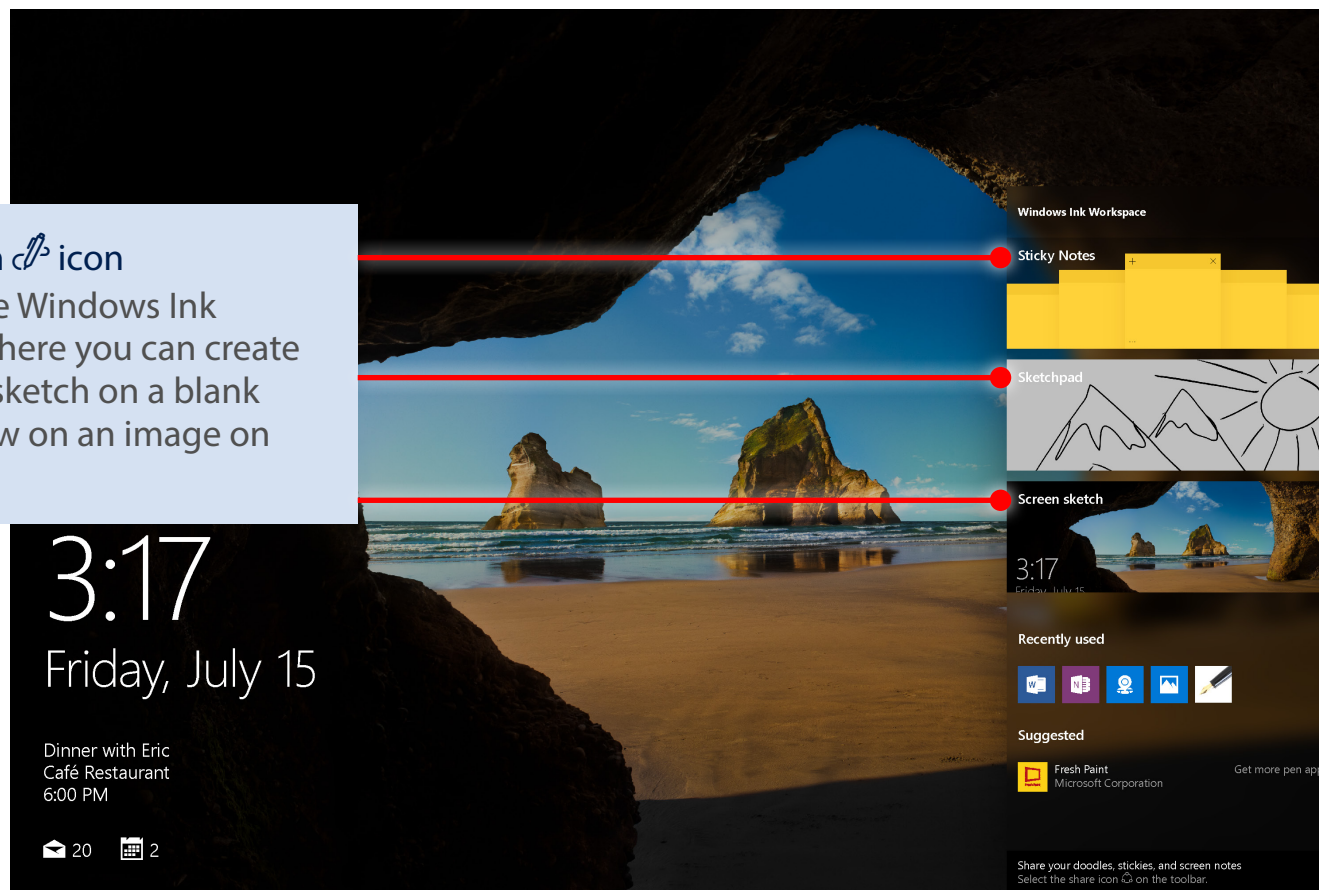 icon
Windows Ink
here you can create
sketch on a blank
w on an image on
3:17
Friday, July 15
Dinner with Eric
Café Restaurant
6:00 PM
20 2
Windows Ink Workspace
Sticky Notes
Sketchpad
Screen sketch
3:17
Friday, July 15
Recently used
Suggested
Fresh Paint
Microsoft Corporation
Get more pen app
Share your doodles, stickies, and screen notes
Select the share icon on the toolbar.